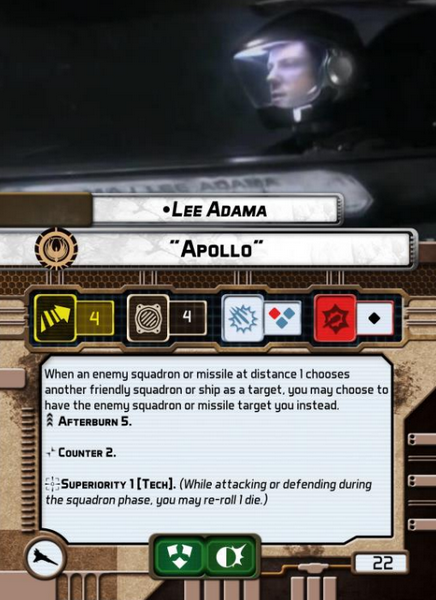 •Lee Adama
"Apollo"
4 4
When an enemy squadron or missile at distance 1 chooses
another friendly squadron or ship as a target, you may choose to
have the enemy squadron or missile target you instead.
Afterburn 5.
Counter 2.
Superiority 1 [Tech]. (While attacking or defending during
the squadron phase, you may re-roll 1 die.)
22